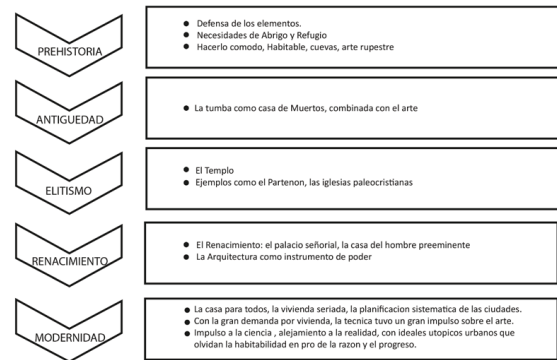 PREHISTORIA
● Defensa de los elementos.
● Necesidades de Abrigo y Refugio
● Hacerlo comodo, Habitable, cuevas, arte rupestre
ANTIGUEDAD
● La tumba como casa de Muertos, combinada con el arte
ELITISMO
● El Templo
● Ejemplos como el Partenon, las iglesias paleocristianas
RENACIMIENTO
● El Renacimiento: el palacio señorial, la casa del hombre preeminente
● La Arquitectura como instrumento de poder
MODERNIDAD
● La casa para todos, la vivienda seriada, la planificacion sistematica de las ciudades.
● Con la gran demanda por vivienda, la tecnica tuvo un gran impulso sobre el arte.
● Impulso a la ciencia , alejamiento a la realidad, con ideales utopicos urbanos que
olvidan la habitabilidad en pro de la razon y el progreso.